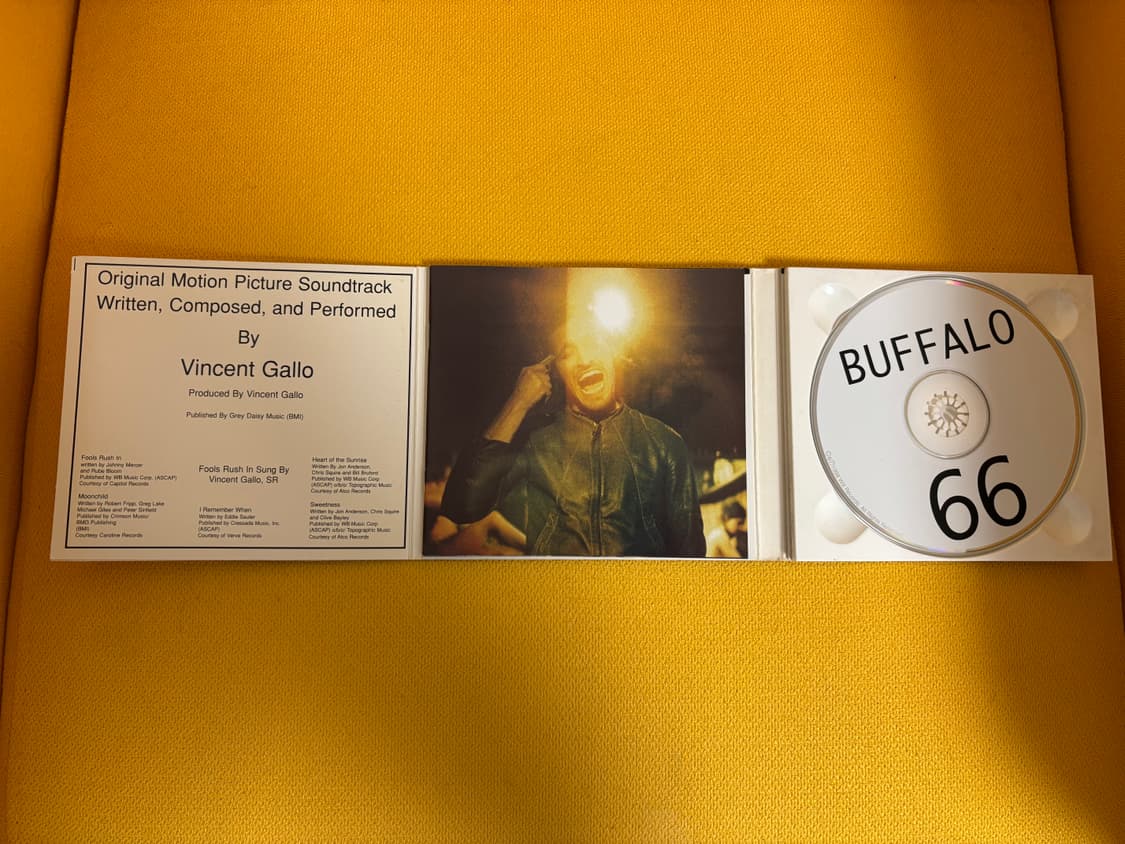 Original Motion Picture Soundtrack
Written, Composed, and Performed
By
Vincent Gallo
Produced By Vincent Gallo
Published By Grey Daisy Music (BMI)
Fools Rush In
written by Johnny Mercer
and Rube Bloom
Published by WB Music Corp. (ASCAP)
Courtesy of Capitol Records
Moonchild
Written by Robert Fripp, Greg Lake
Michael Giles and Peter Sinfield
Published by Crimson Music/
BMG Publishing
(BMI)
Courtesy Caroline Records
Fools Rush In Sung By
Vincent Gallo, SR
I Remember When
Written by Eddie Sauter
Published by Cressada Music, Inc.
(ASCAP)
Courtesy of Verve Records
Heart of the Sunrise
Written By Jon Anderson,
Chris Squire and Bill Bruford
Published by WB Music Corp
(ASCAP) o/b/o/ Topographic Music
Courtesy of Atco Records
Sweetness
Written by Jon Anderson, Chris Squire
and Clive Bayley
Published by WB Music Corp
(ASCAP) o/b/o/ Topographic Music
Courtesy of Atco Records
BUFFALO
66